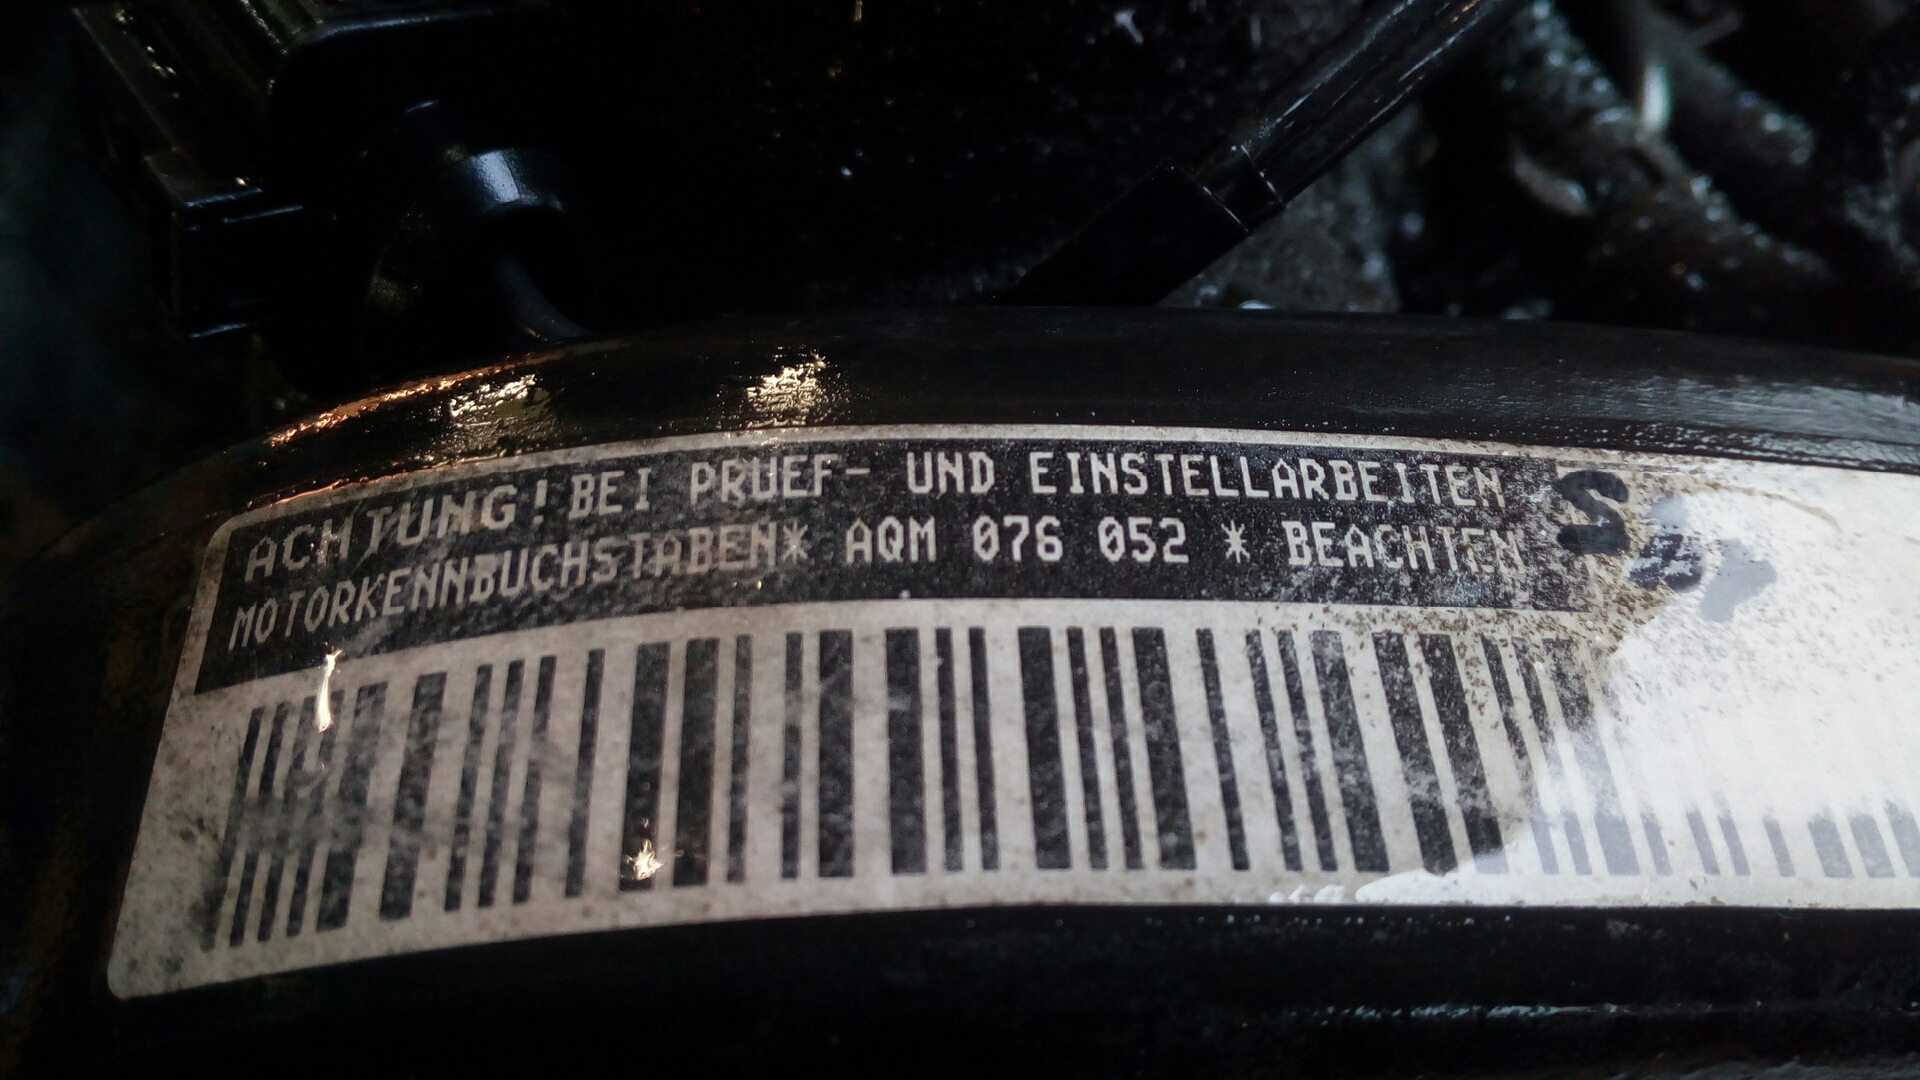 ACHTUNG! BEI PRUEF- UND EINSTELLARBEITEN
MOTORKENNBUCHSTABEN* AQM 076 052 * BEACHTEN